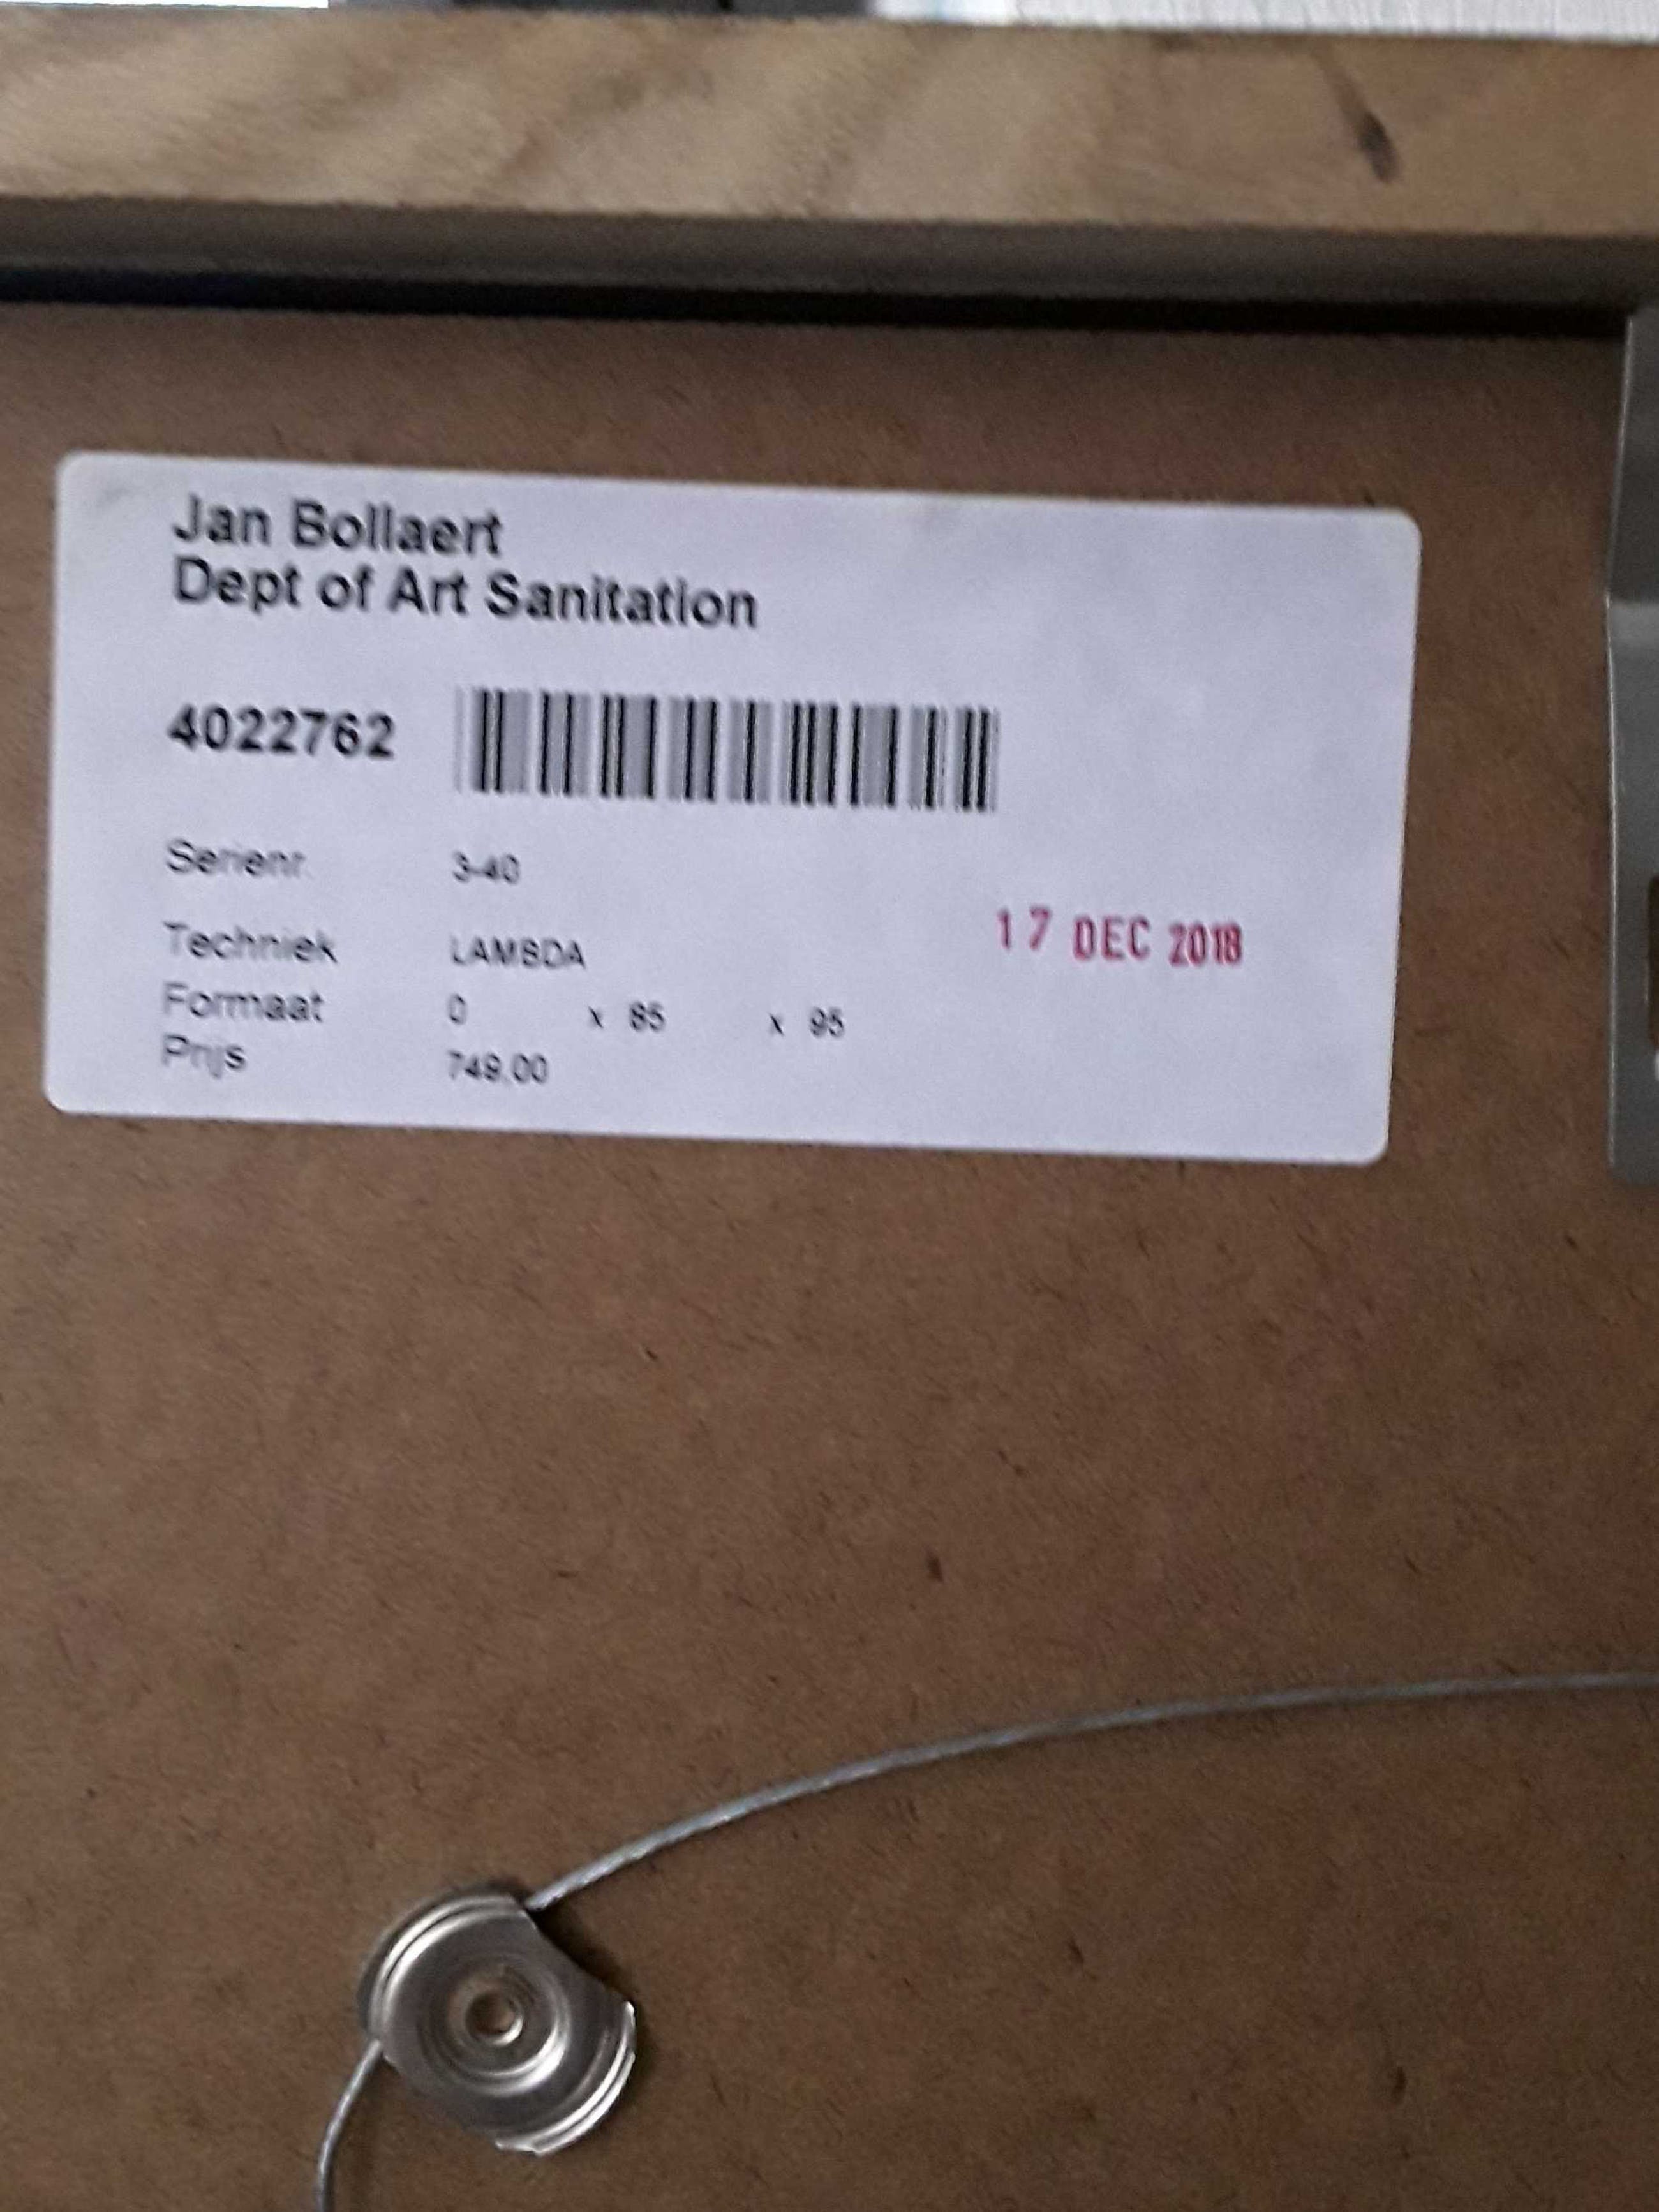 Jan Bollaert
Dept of Art Sanitation
4022762
Serienr. 3-40
Techniek LAMBDA
17 DEC 2018
Formaat 0 x 85 x 95
Prijs 749.00